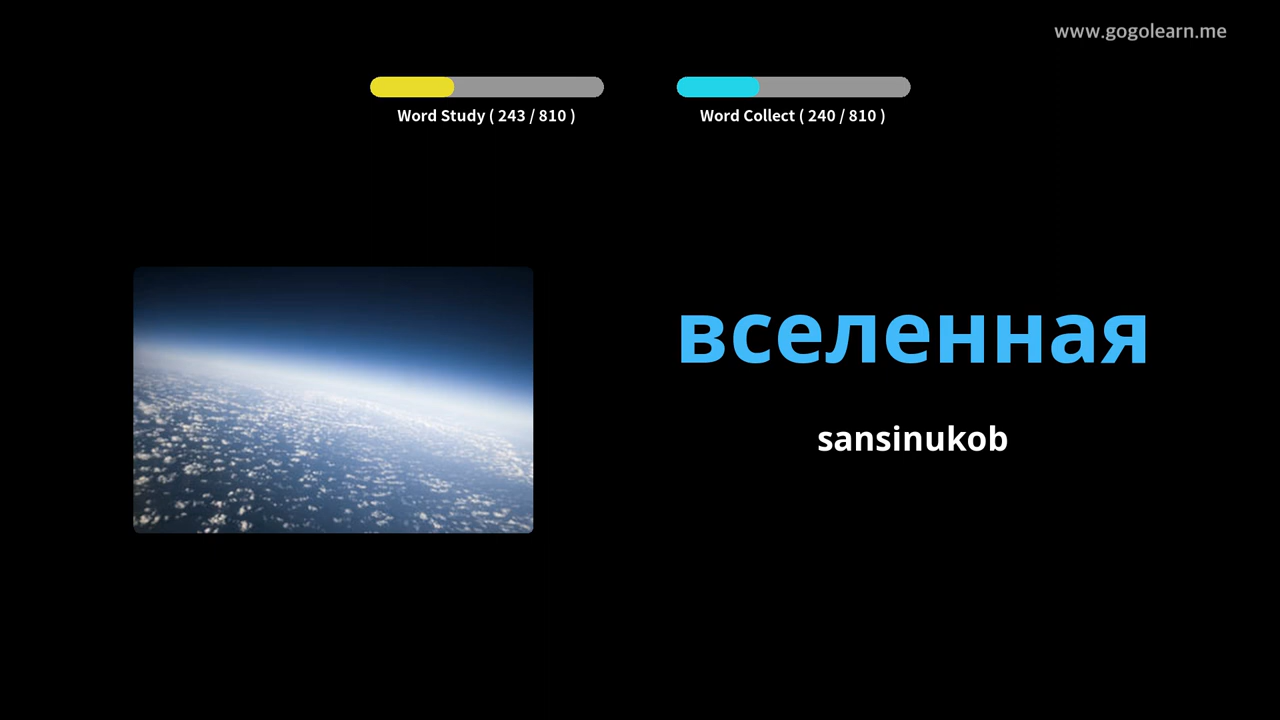 www.gogolearn.me
Word Study ( 243 / 810 )
Word Collect ( 240 / 810 )
вселенная
sansinukob